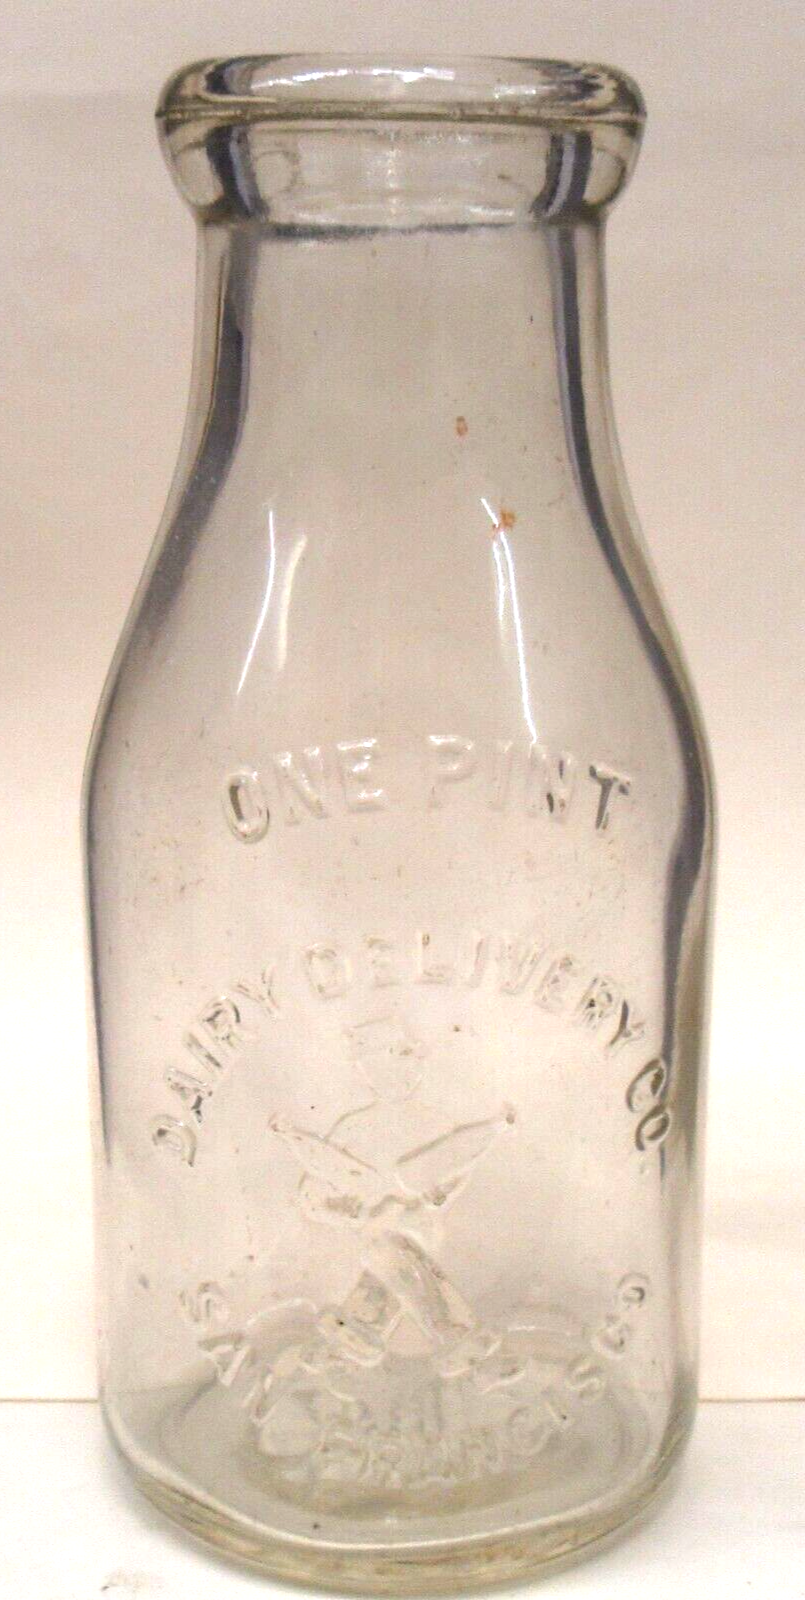 ONE PINT
DAIRY DELIVERY CO.
SAN FRANCISCO